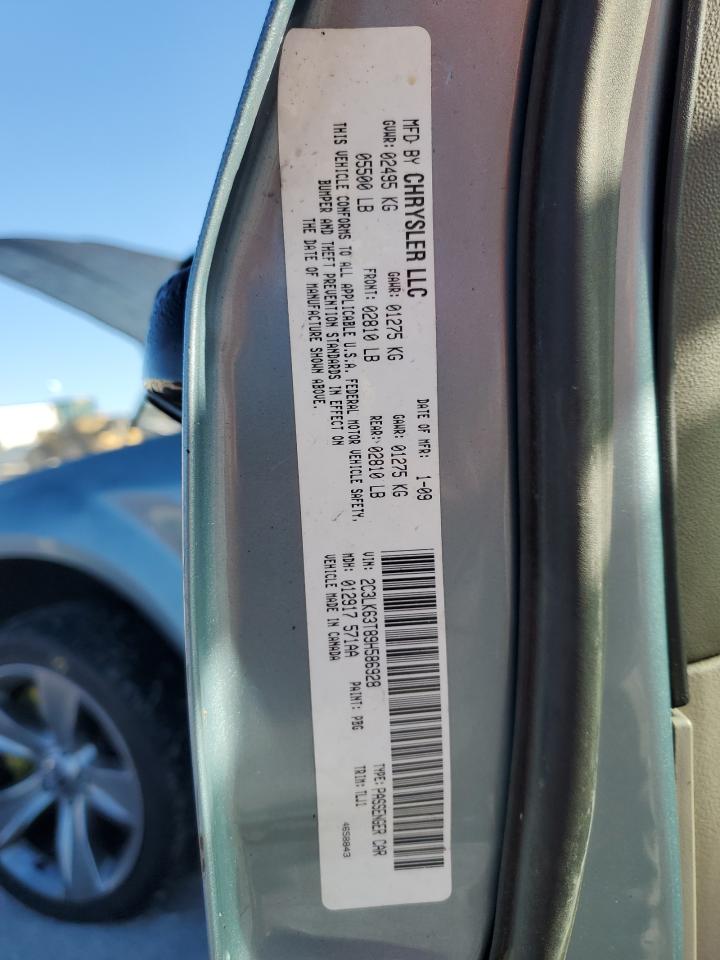 MFD BY CHRYSLER LLC DATE OF MFR: 1-09
GVWR: 02495 KG GAWR: 01275 KG GAWR: 01275 KG
05500 LB FRONT: 02810 LB REAR: 02810 LB
THIS VEHICLE CONFORMS TO ALL APPLICABLE U.S.A. FEDERAL MOTOR VEHICLE SAFETY,
BUMPER AND THEFT PREVENTION STANDARDS IN EFFECT ON
THE DATE OF MANUFACTURE SHOWN ABOVE.
VIN: 2C3LK63T89H586928 TYPE: PASSENGER CAR
MDH: 012917 571AA PAINT: PBG TRIM: TLJ1
VEHICLE MADE IN CANADA 4658843